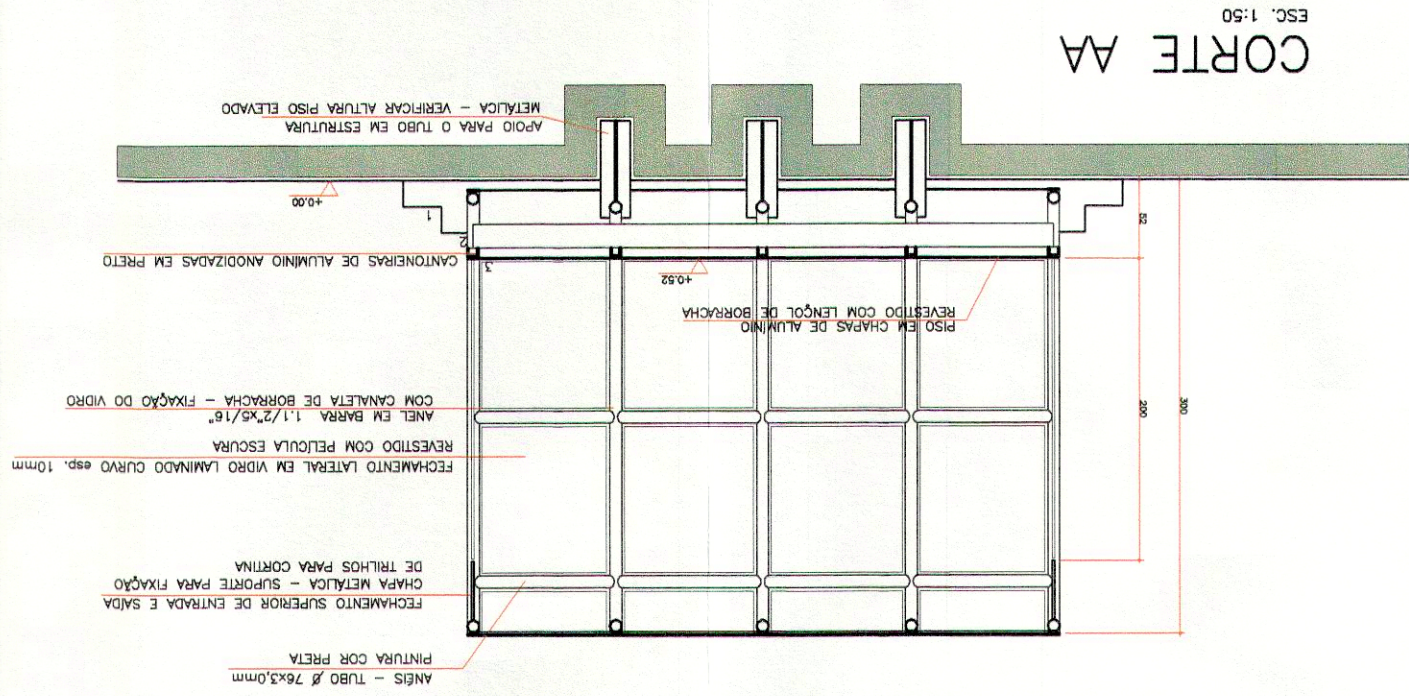 ANÉIS – TUBO Ø 76x3,0mm
PINTURA COR PRETA
FECHAMENTO SUPERIOR DE ENTRADA E SAÍDA
CHAPA METÁLICA – SUPORTE PARA FIXAÇÃO
DE TRILHOS PARA CORTINA
FECHAMENTO LATERAL EM VIDRO LAMINADO CURVO esp. 10mm
REVESTIDO COM PELÍCULA ESCURA
ANEL EM BARRA 1.1/2"x5/16"
COM CANALETA DE BORRACHA – FIXAÇÃO DO VIDRO
300
200
PISO EM CHAPAS DE ALUMÍNIO
REVESTIDO COM LENÇOL DE BORRACHA
+0.52
3
CANTONEIRAS DE ALUMÍNIO ANODIZADAS EM PRETO
2
52
1
+0.00
APOIO PARA O TUBO EM ESTRUTURA
METÁLICA – VERIFICAR ALTURA PISO ELEVADO
CORTE AA
ESC. 1:50